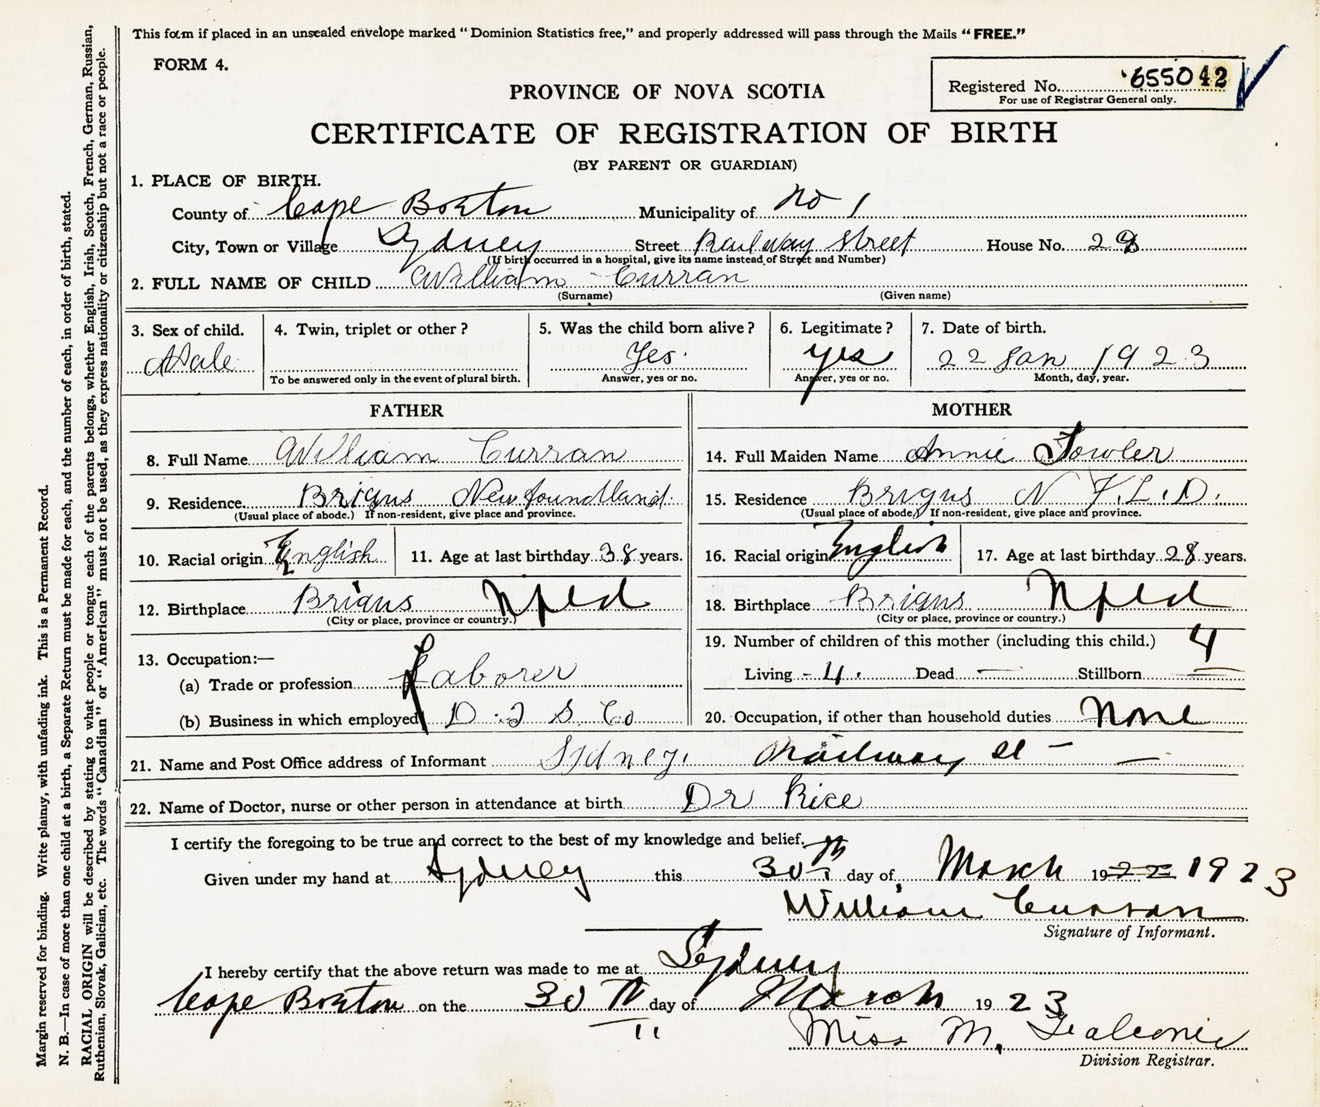 This form if placed in an unsealed envelope marked "Dominion Statistics free," and properly addressed will pass through the Mails "FREE."
FORM 4.
Registered No. 655042
For use of Registrar General only.
PROVINCE OF NOVA SCOTIA
CERTIFICATE OF REGISTRATION OF BIRTH
(BY PARENT OR GUARDIAN)
1. PLACE OF BIRTH.
County of Cape Breton Municipality of No 1
City, Town or Village Sydney Street Railway Street House No. 28
(If birth occurred in a hospital, give its name instead of Street and Number)
2. FULL NAME OF CHILD William Curran
(Surname) (Given name)
3. Sex of child. 4. Twin, triplet or other? 5. Was the child born alive? 6. Legitimate? 7. Date of birth.
Male Yes. yes 22 Jan 1923
To be answered only in the event of plural birth. Answer, yes or no. Answer, yes or no. Month, day, year.
FATHER MOTHER
8. Full Name William Curran 14. Full Maiden Name Annie Fowler
9. Residence Brigus Newfoundland. 15. Residence Brigus N F.L.D.
(Usual place of abode.) If non-resident, give place and province. (Usual place of abode.) If non-resident, give place and province.
10. Racial origin English 11. Age at last birthday 38 years. 16. Racial origin English 17. Age at last birthday 28 years.
12. Birthplace Brigus Nfld 18. Birthplace Brigus Nfld
(City or place, province or country.) (City or place, province or country.)
13. Occupation:— 19. Number of children of this mother (including this child.) 4
(a) Trade or profession Laborer Living - 4. Dead — Stillborn —
(b) Business in which employed D. I S. Co 20. Occupation, if other than household duties None
21. Name and Post Office address of Informant Sydney. Railway St -
22. Name of Doctor, nurse or other person in attendance at birth Dr Rice
I certify the foregoing to be true and correct to the best of my knowledge and belief.
Given under my hand at Sydney this 30th day of March 1922 1923
William Curran
Signature of Informant.
I hereby certify that the above return was made to me at Sydney
Cape Breton on the 30 Th day of March 1923
Miss M.
Division Registrar.
Margin reserved for binding. Write plainly, with unfading ink. This is a Permanent Record.
N. B.—In case of more than one child at a birth, a Separate Return must be made for each, and the number of each, in order of birth, stated.
RACIAL ORIGIN will be described by stating to what people or tongue each of the parents belongs, whether English, Irish, Scotch, French, German, Russian,
Ruthenian, Slovak, Galician, etc. The words "Canadian" or "American" must not be used, as they express nationality or citizenship but not a race or people.